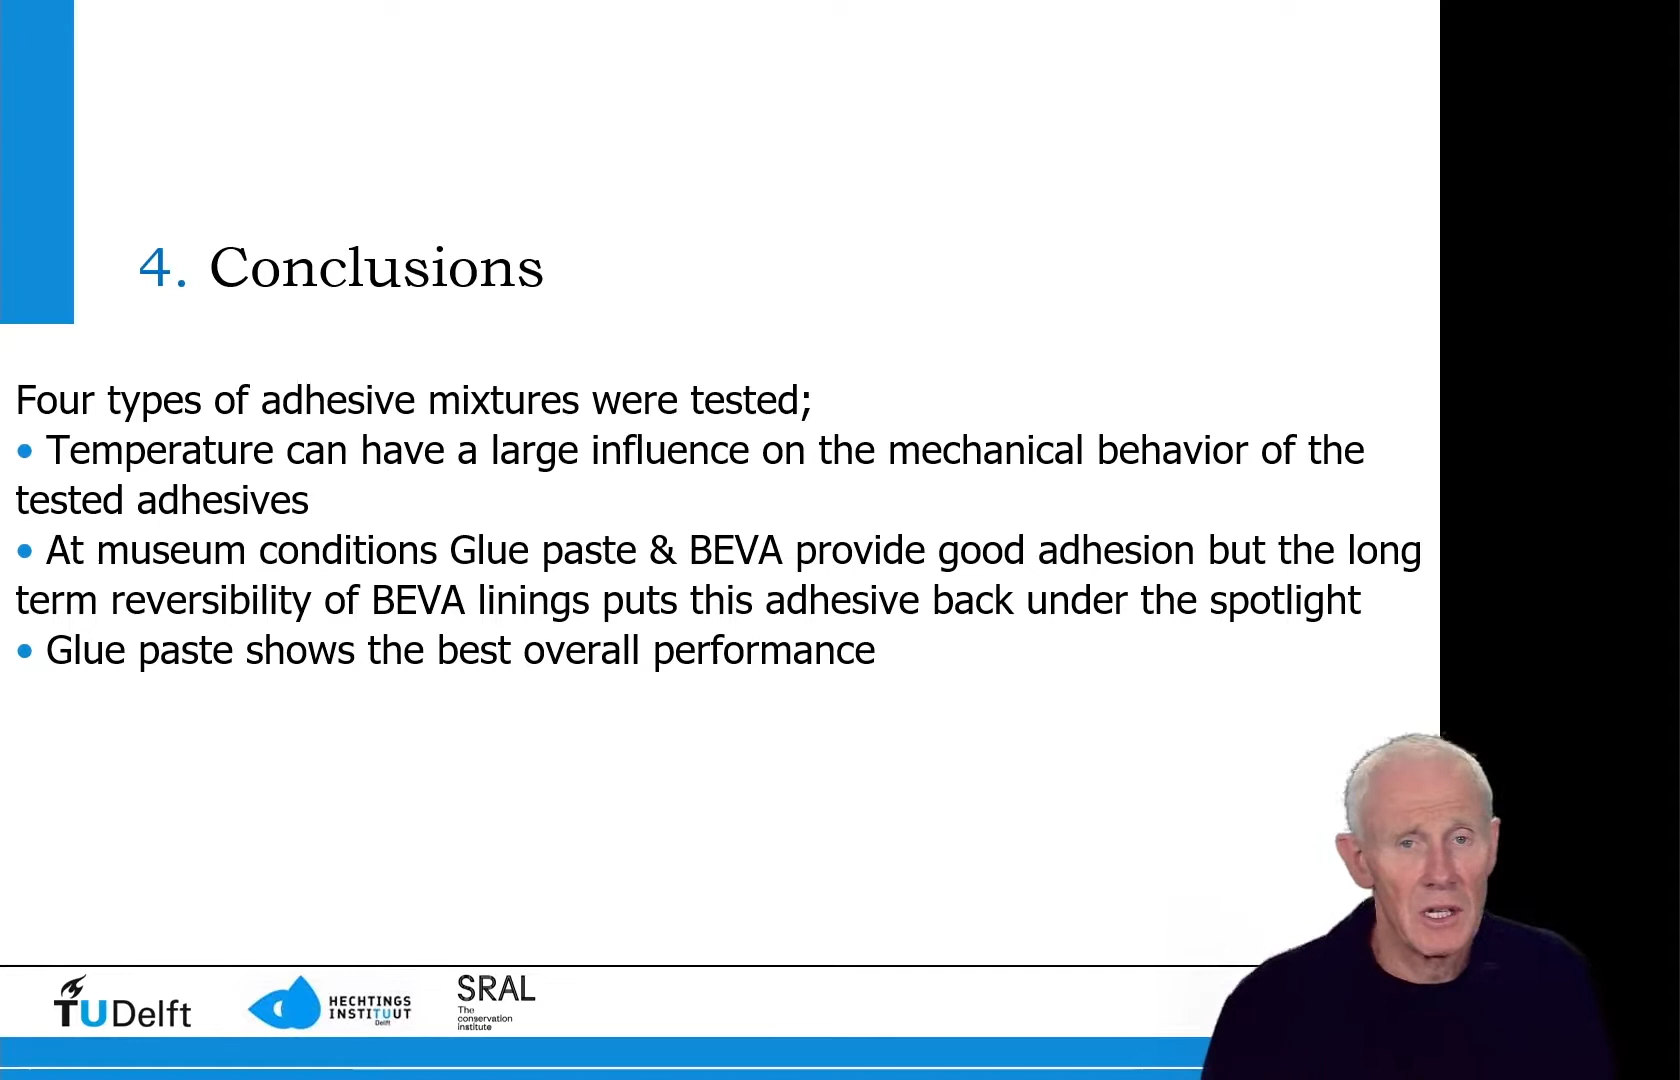 4. Conclusions
Four types of adhesive mixtures were tested;
• Temperature can have a large influence on the mechanical behavior of the
tested adhesives
• At museum conditions Glue paste & BEVA provide good adhesion but the long
term reversibility of BEVA linings puts this adhesive back under the spotlight
• Glue paste shows the best overall performance
TU Delft
HECHTINGS
INSTITUUT
Delft
SRAL
The
conservation
institute